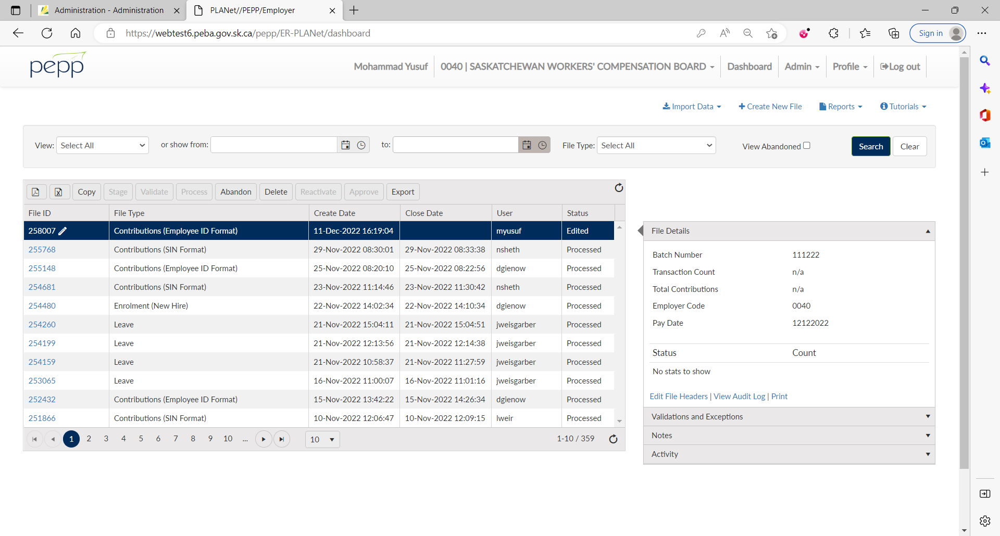 Administration - Administration
PLANet//PEPP/Employer
https://webtest6.peba.gov.sk.ca/pepp/ER-PLANet/dashboard
Sign in
pepp
Mohammad Yusuf
0040 | SASKATCHEWAN WORKERS' COMPENSATION BOARD
Dashboard
Admin
Profile
Log out
Import Data
Create New File
Reports
Tutorials
View: Select All
or show from:
to:
File Type: Select All
View Abandoned
Search
Clear
Copy Stage Validate Process Abandon Delete Reactivate Approve Export
File ID File Type Create Date Close Date User Status
258007 Contributions (Employee ID Format) 11-Dec-2022 16:19:04 myusuf Edited
255768 Contributions (SIN Format) 29-Nov-2022 08:30:01 29-Nov-2022 08:33:38 nsheth Processed
255148 Contributions (Employee ID Format) 25-Nov-2022 08:20:10 25-Nov-2022 08:22:56 dgienow Processed
254681 Contributions (SIN Format) 23-Nov-2022 11:14:46 23-Nov-2022 11:30:42 nsheth Processed
254480 Enrolment (New Hire) 22-Nov-2022 14:02:34 22-Nov-2022 14:10:34 dgienow Processed
254260 Leave 21-Nov-2022 15:04:11 21-Nov-2022 15:04:51 jweisgarber Processed
254199 Leave 21-Nov-2022 12:13:56 21-Nov-2022 12:14:38 jweisgarber Processed
254159 Leave 21-Nov-2022 10:58:37 21-Nov-2022 11:27:59 jweisgarber Processed
253065 Leave 16-Nov-2022 11:00:07 16-Nov-2022 11:01:16 jweisgarber Processed
252432 Contributions (Employee ID Format) 15-Nov-2022 13:42:22 15-Nov-2022 14:26:34 dgienow Processed
251866 Contributions (SIN Format) 10-Nov-2022 12:06:47 10-Nov-2022 12:09:15 lweir Processed
1 2 3 4 5 6 7 8 9 10 ... 10 1-10 / 359
File Details
Batch Number 111222
Transaction Count n/a
Total Contributions n/a
Employer Code 0040
Pay Date 12122022
Status Count
No stats to show
Edit File Headers | View Audit Log | Print
Validations and Exceptions
Notes
Activity